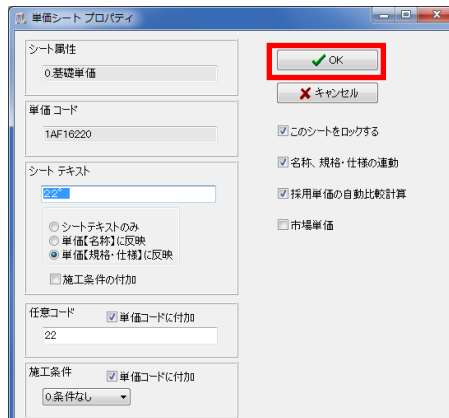 単価シート プロパティ
シート属性
0.基礎単価
単価 コード
1AF16220
シート テキスト
22°
シートテキストのみ
単価【名称】に反映
単価【規格・仕様】に反映
施工条件の付加
任意コード
単価コードに付加
22
施工条件
単価コードに付加
0.条件なし
OK
キャンセル
このシートをロックする
名称、規格・仕様の連動
採用単価の自動比較計算
市場単価